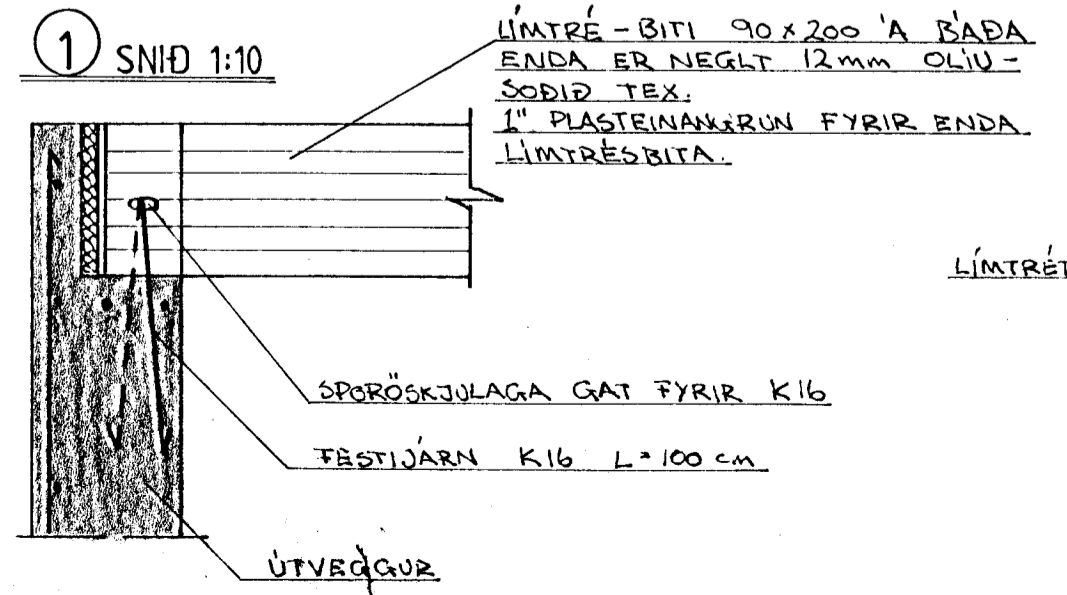 1 SNIÐ 1:10
LÍMTRÉ - BITI 90 x 200 Á BÁÐA
ENDA ER NEGLT 12mm OLÍU -
SOÐIÐ TEX.
1" PLASTEINANGRUN FYRIR ENDA
LÍMTRÉSBITA.
LÍMTRÉT
SPORÖSKJULAGA GAT FYRIR K16
FESTIJÁRN K16 L = 100 cm
ÚTVEGGUR